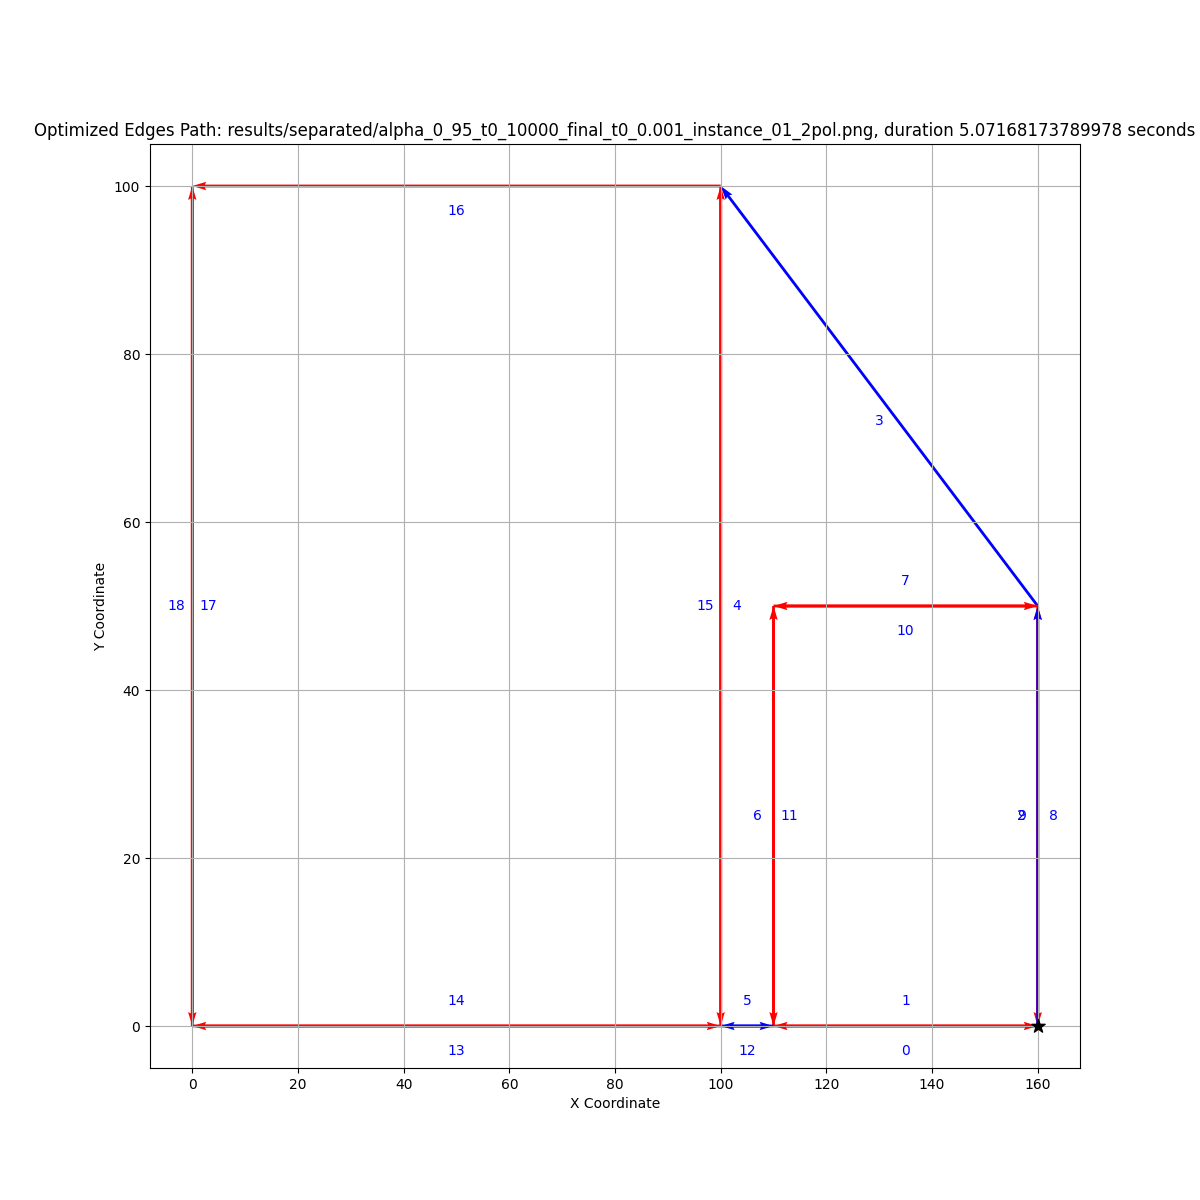 Optimized Edges Path: results/separated/alpha_0_95_t0_10000_final_t0_0.001_instance_01_2pol.png, duration 5.07168173789978 seconds
100
16
80
3
60
7
18 17 15 4
10
Y Coordinate
40
6 11 2 9 8
20
14 5 1
0
13 12 0
0 20 40 60 80 100 120 140 160
X Coordinate